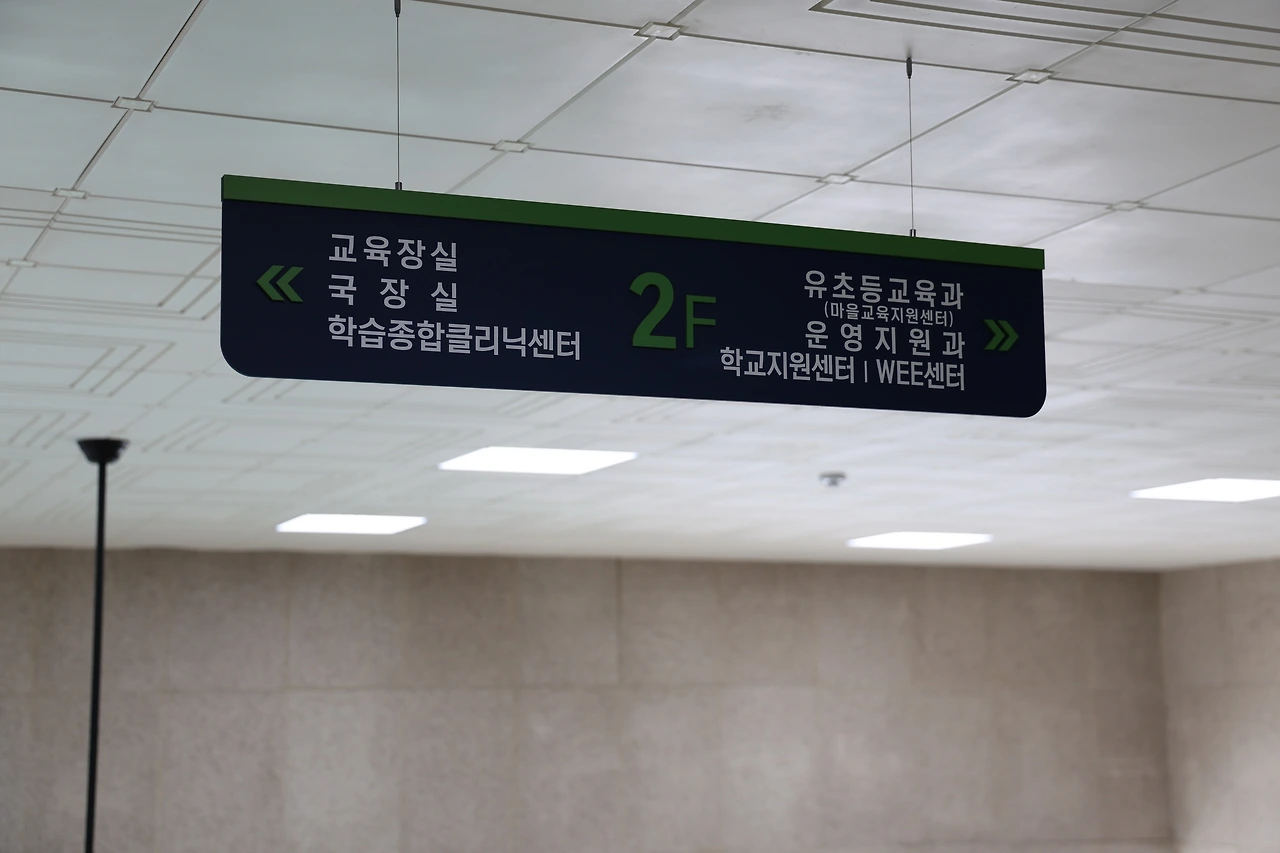 교육장실
국 장 실
학습종합클리닉센터
2F
유초등교육과
(마을교육지원센터)
운영지원과
학교지원센터 | WEE센터